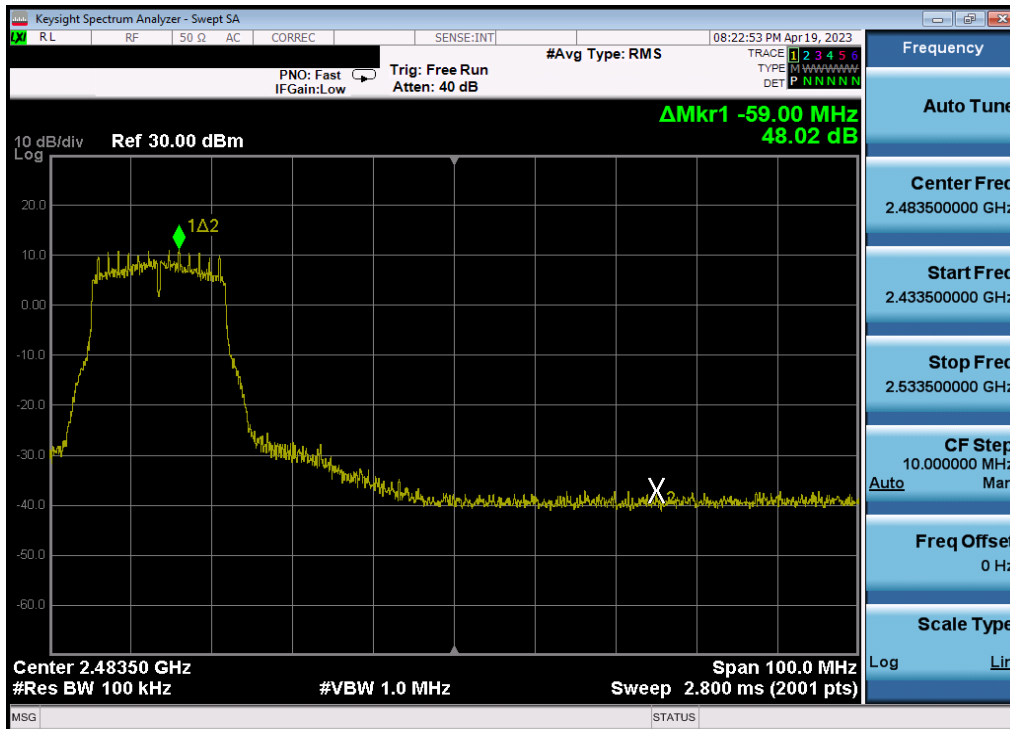 Keysight Spectrum Analyzer - Swept SA
LXI RL RF 50 Ω AC CORREC SENSE:INT 08:22:53 PM Apr 19, 2023
#Avg Type: RMS
TRACE 1 2 3 4 5 6
PNO: Fast
Trig: Free Run
TYPE M WWWWW
IFGain:Low
Atten: 40 dB
DET P N N N N N
ΔMkr1 -59.00 MHz
48.02 dB
10 dB/div
Log
Ref 30.00 dBm
20.0
10.0
0.00
-10.0
-20.0
-30.0
-40.0
-50.0
-60.0
1Δ2
X2
Center 2.48350 GHz
Span 100.0 MHz
#Res BW 100 kHz
#VBW 1.0 MHz
Sweep 2.800 ms (2001 pts)
MSG
STATUS
Frequency
Auto Tune
Center Freq
2.483500000 GHz
Start Freq
2.433500000 GHz
Stop Freq
2.533500000 GHz
CF Step
10.000000 MHz
Auto Man
Freq Offset
0 Hz
Scale Type
Log Lin